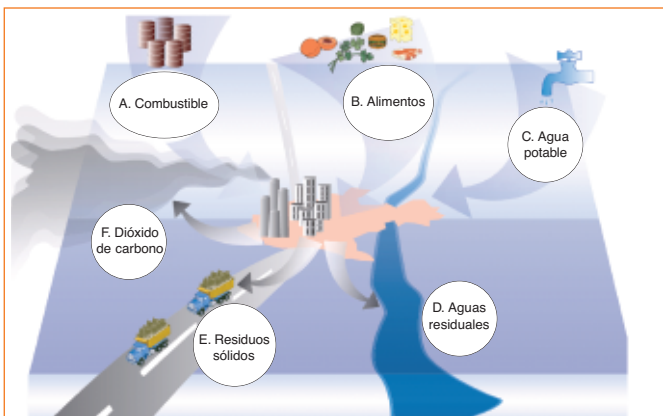 A. Combustible
B. Alimentos
C. Agua
potable
F. Dióxido
de carbono
D. Aguas
residuales
E. Residuos
sólidos